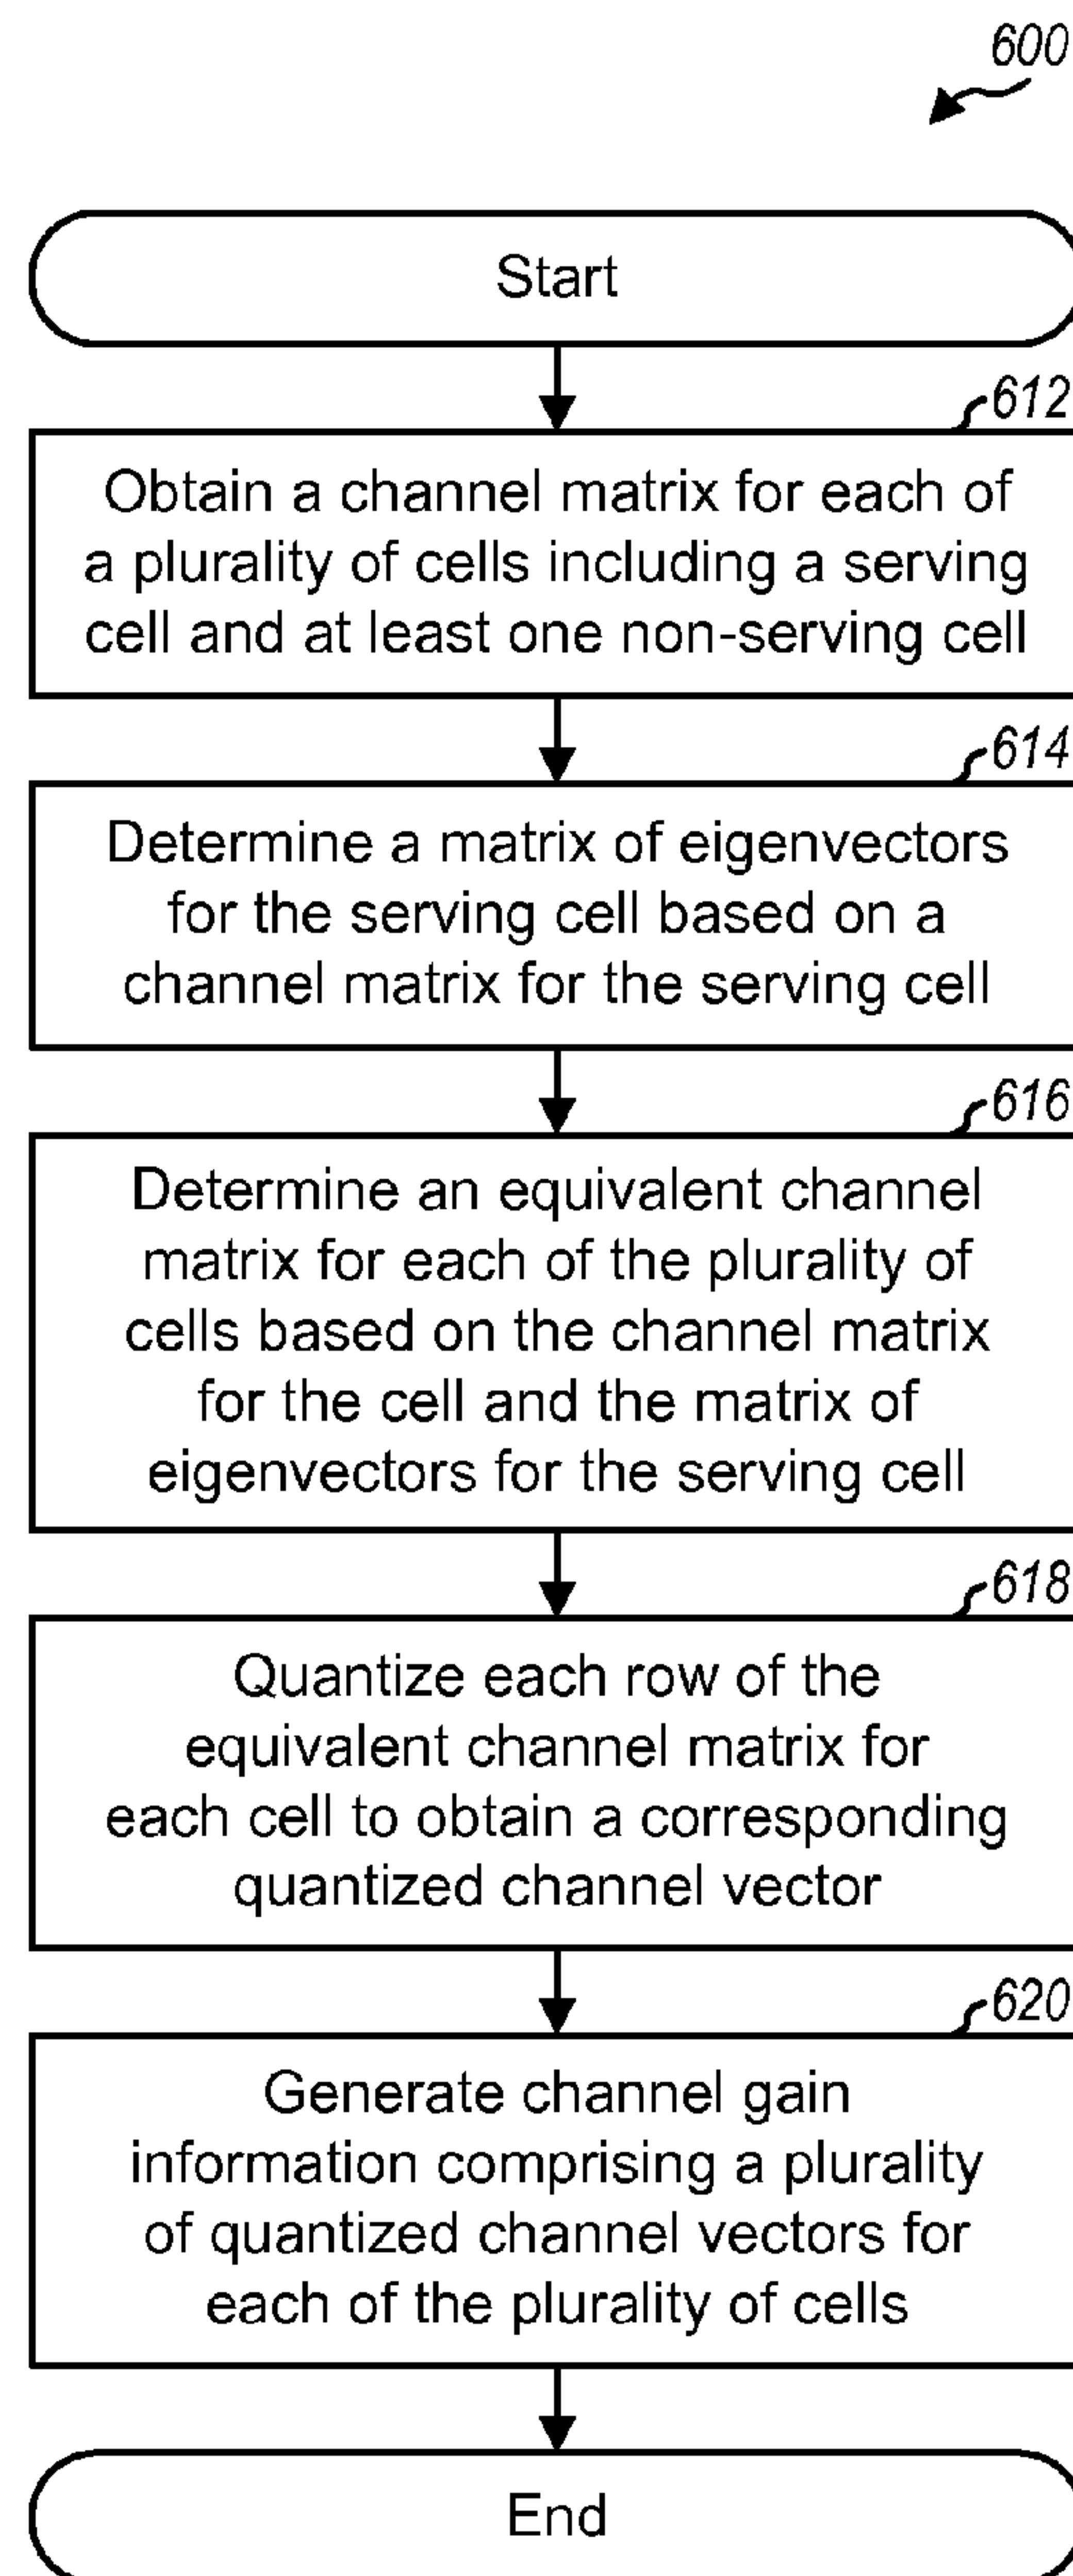 600
Start
612
Obtain a channel matrix for each of
a plurality of cells including a serving
cell and at least one non-serving cell
614
Determine a matrix of eigenvectors
for the serving cell based on a
channel matrix for the serving cell
616
Determine an equivalent channel
matrix for each of the plurality of
cells based on the channel matrix
for the cell and the matrix of
eigenvectors for the serving cell
618
Quantize each row of the
equivalent channel matrix for
each cell to obtain a corresponding
quantized channel vector
620
Generate channel gain
information comprising a plurality
of quantized channel vectors for
each of the plurality of cells
End